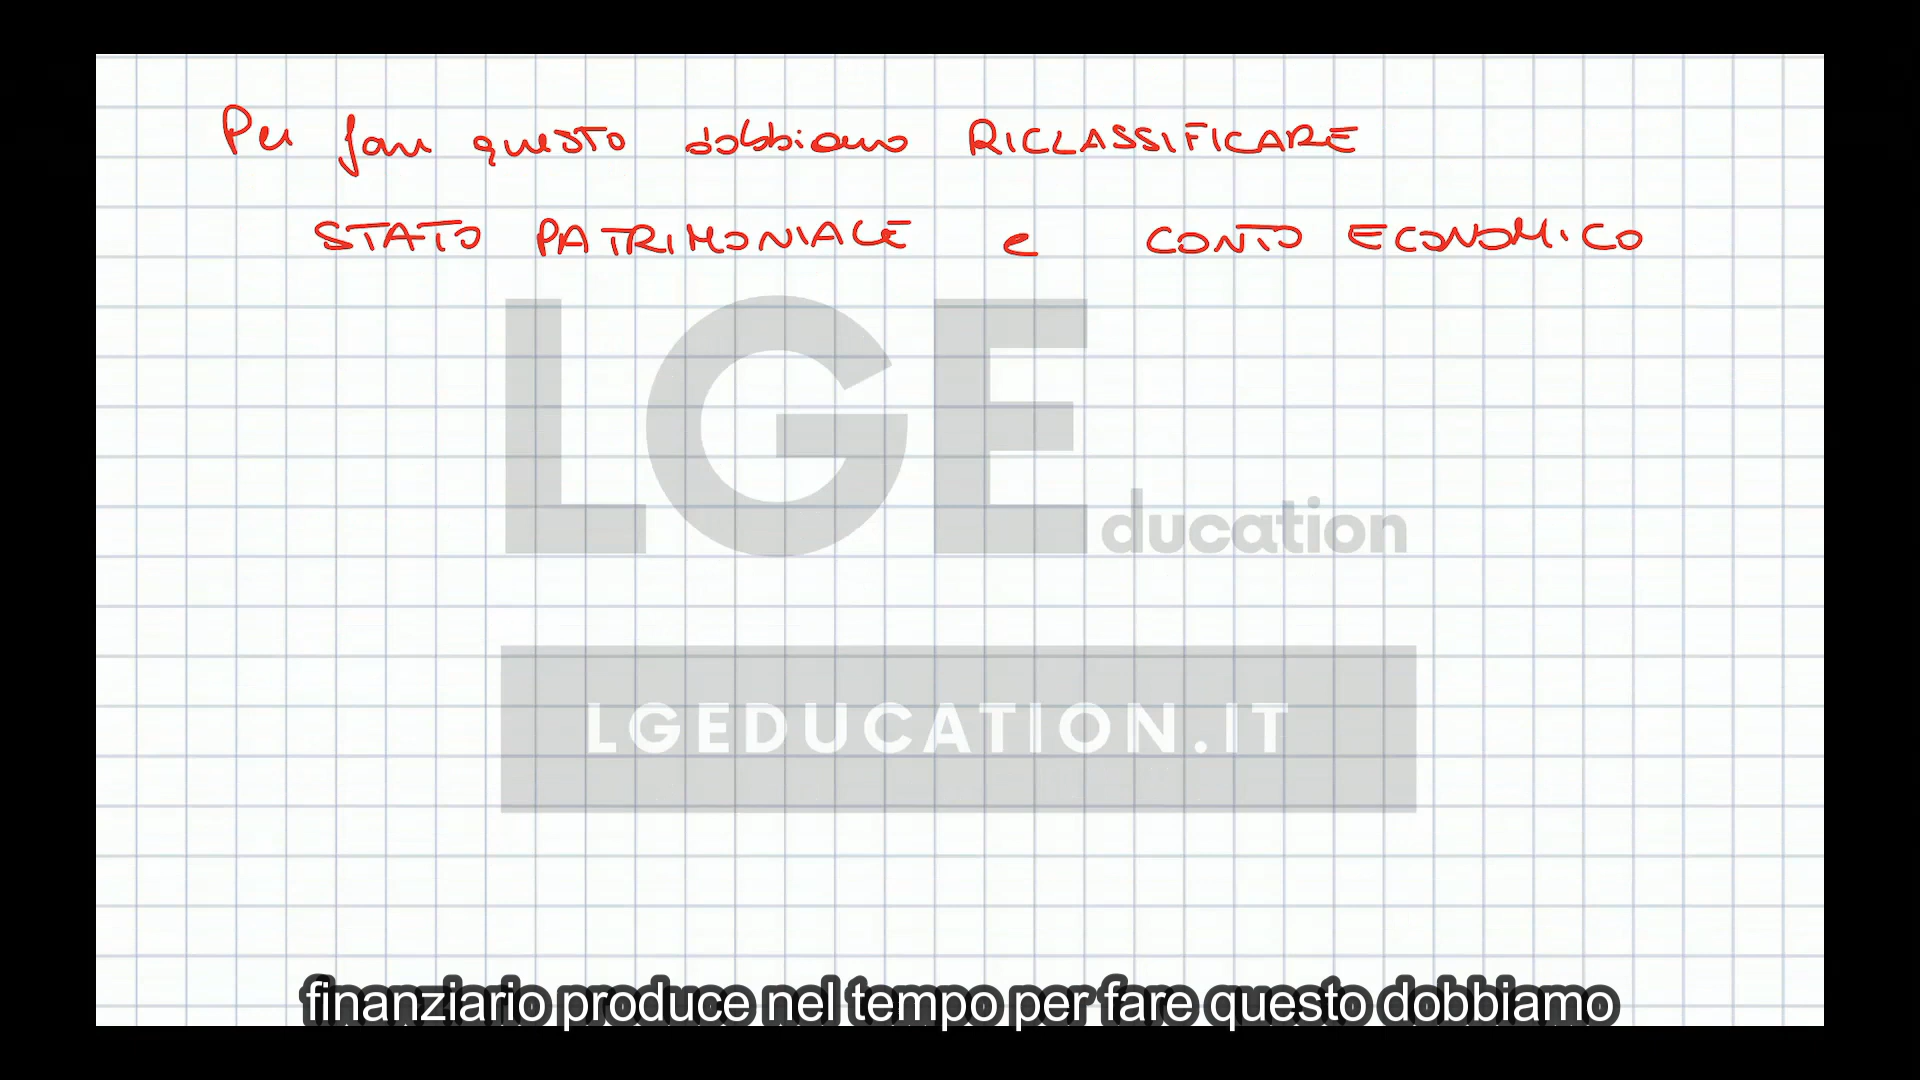 Per fare questo dobbiamo RICLASSIFICARE
STATO PATRIMONIALE e CONTO ECONOMICO
LGEducation
LGEDUCATION.IT
finanziario produce nel tempo per fare questo dobbiamo